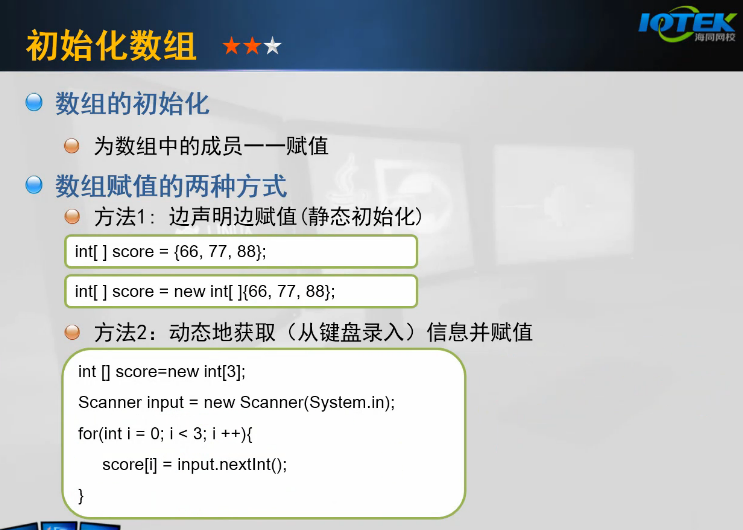 初始化数组
IOTEK
海同网校
数组的初始化
为数组中的成员一一赋值
数组赋值的两种方式
方法1: 边声明边赋值(静态初始化)
int[ ] score = {66, 77, 88};
int[ ] score = new int[ ]{66, 77, 88};
方法2: 动态地获取（从键盘录入）信息并赋值
int [] score=new int[3];
Scanner input = new Scanner(System.in);
for(int i = 0; i < 3; i ++){
score[i] = input.nextInt();
}